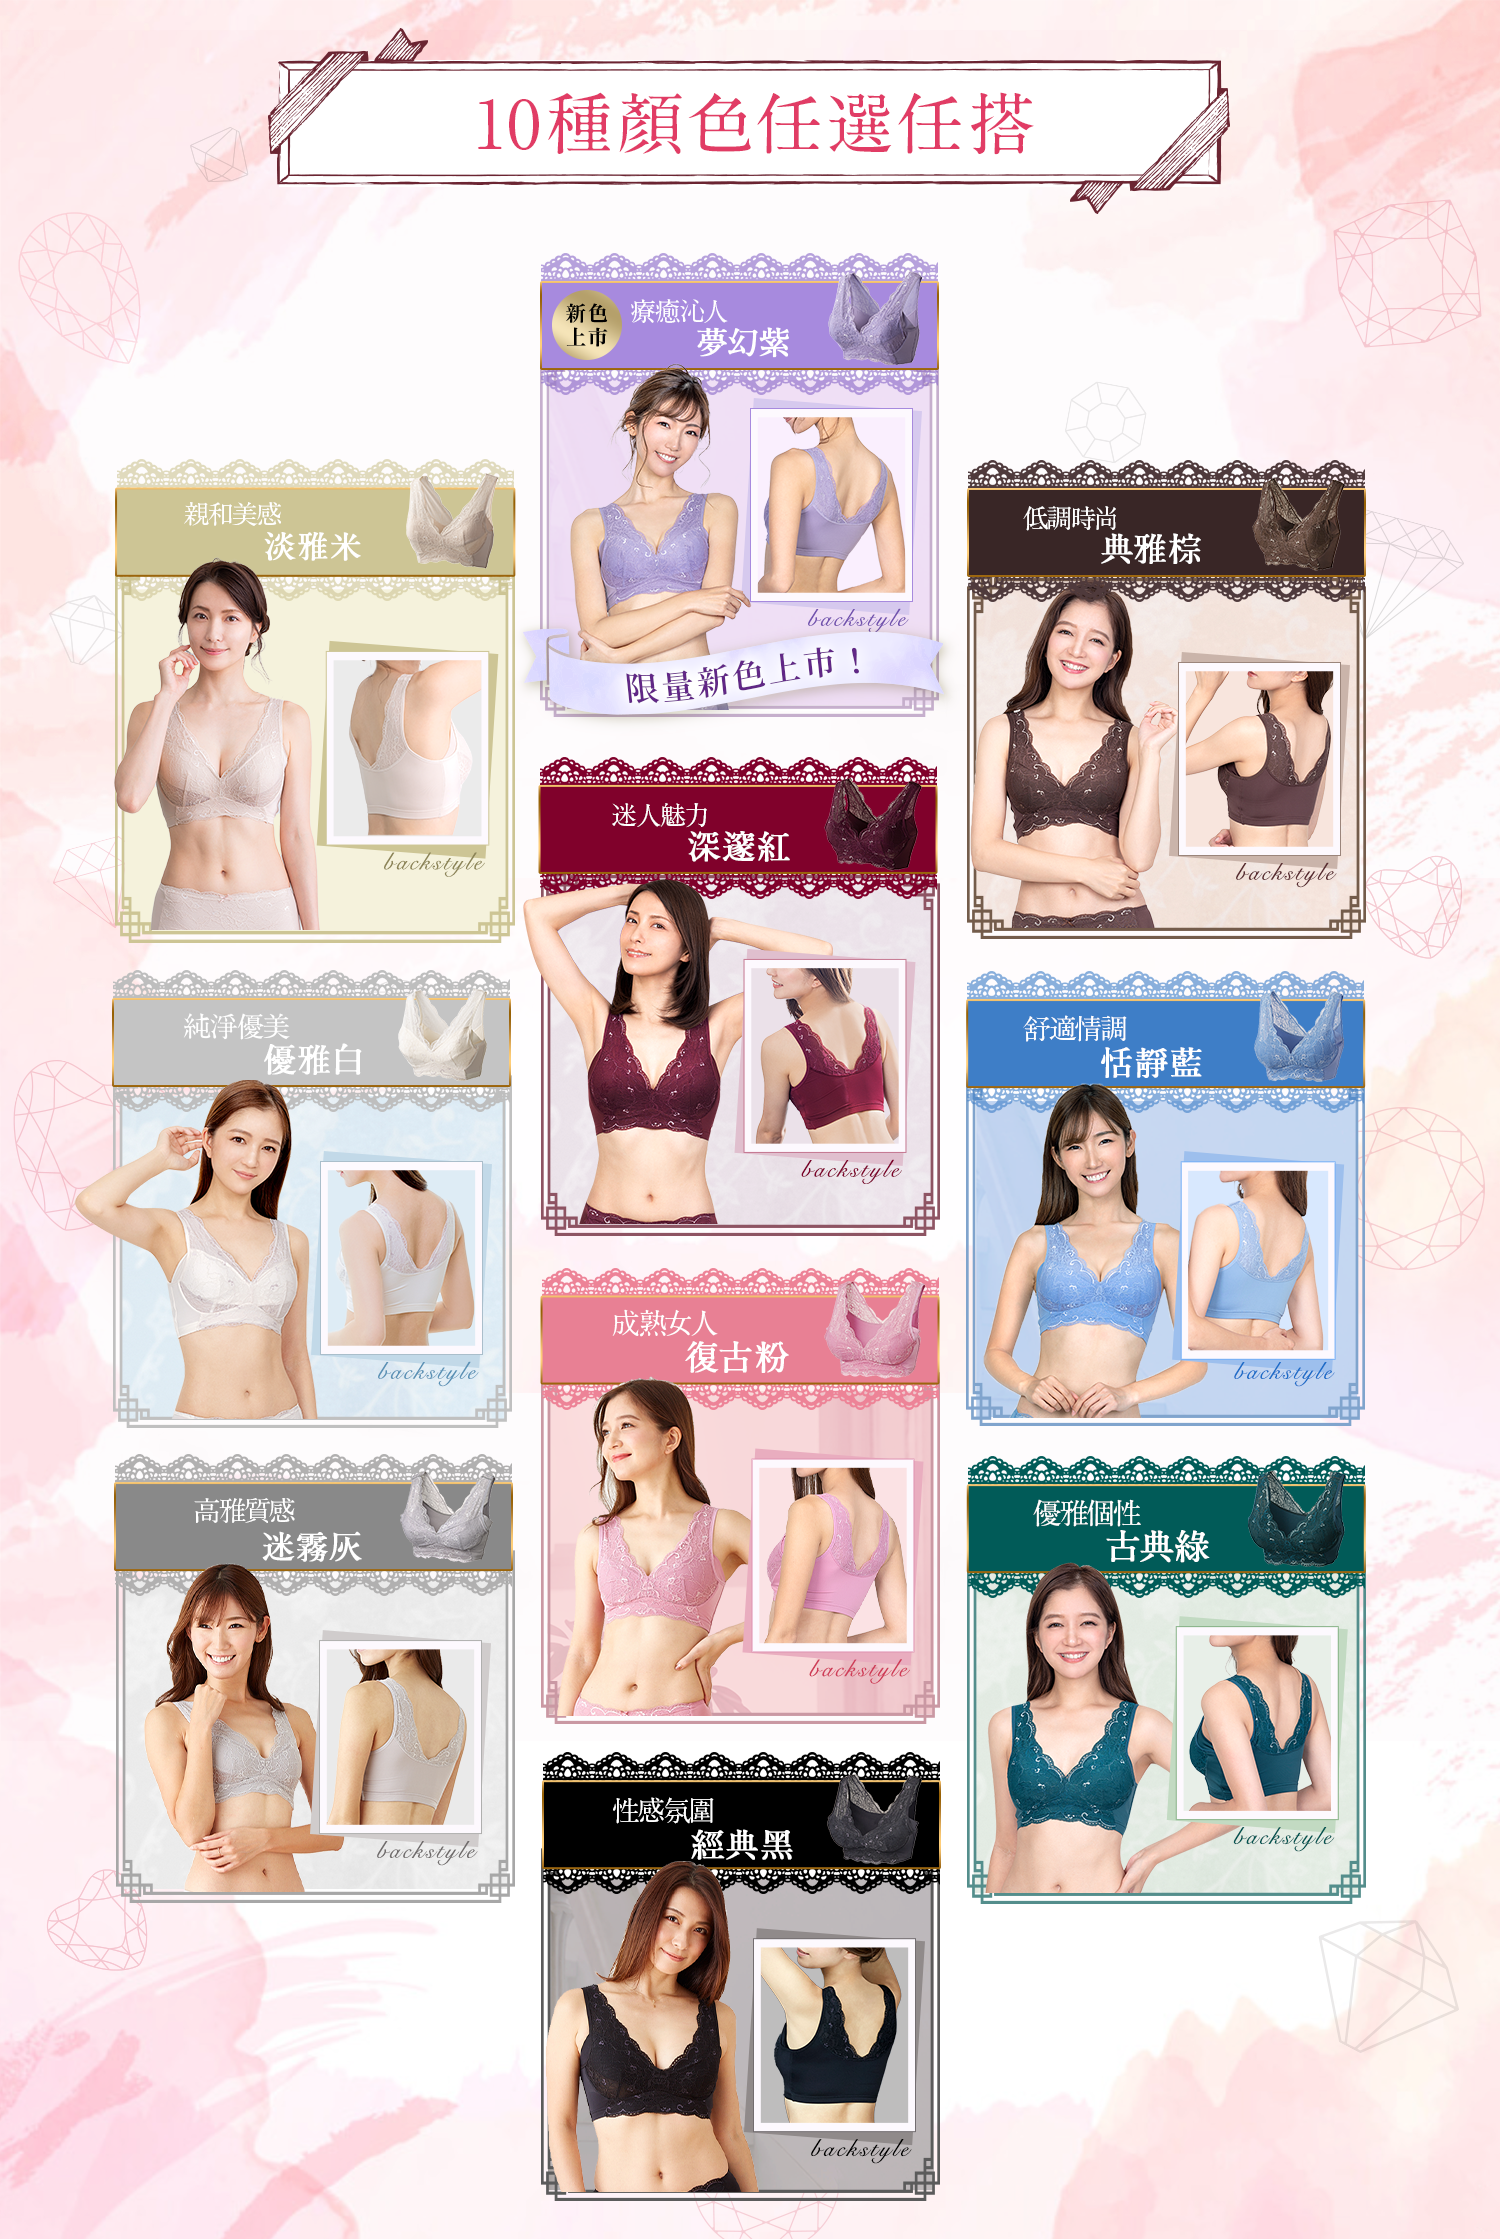 10種顏色任選任搭
新色
上市
療癒沁人
夢幻紫
backstyle
限量新色上市！
親和美感
淡雅米
backstyle
低調時尚
典雅棕
backstyle
迷人魅力
深邃紅
backstyle
純淨優美
優雅白
backstyle
舒適情調
恬靜藍
backstyle
成熟女人
復古粉
backstyle
高雅質感
迷霧灰
backstyle
優雅個性
古典綠
backstyle
性感氛圍
經典黑
backstyle